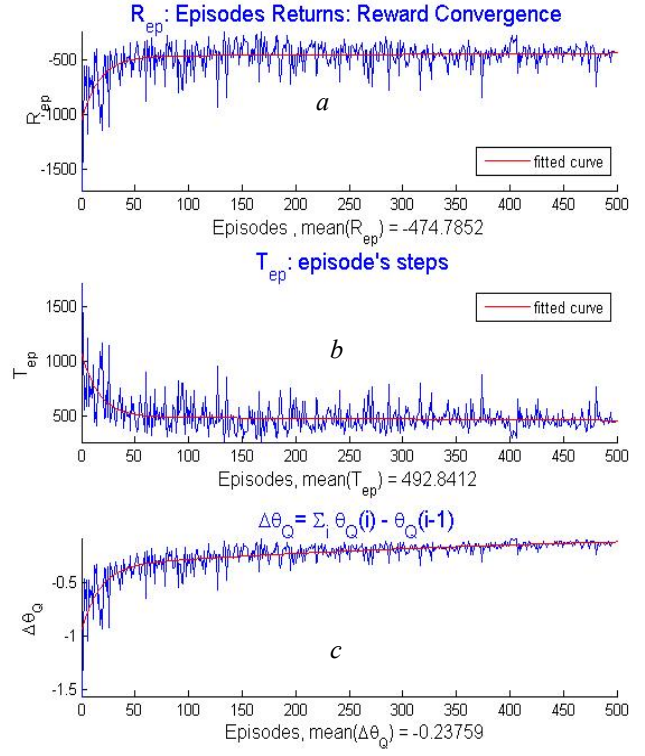 R_ep: Episodes Returns: Reward Convergence
-500
-1000
-1500
R_ep
a
fitted curve
0 50 100 150 200 250 300 350 400 450 500
Episodes , mean(R_ep) = -474.7852
T_ep: episode's steps
1500
1000
500
T_ep
b
fitted curve
0 50 100 150 200 250 300 350 400 450 500
Episodes, mean(T_ep) = 492.8412
Δθ_Q = Σ_i θ_Q(i) - θ_Q(i-1)
-0.5
-1
-1.5
Δθ_Q
c
0 50 100 150 200 250 300 350 400 450 500
Episodes, mean(Δθ_Q) = -0.23759